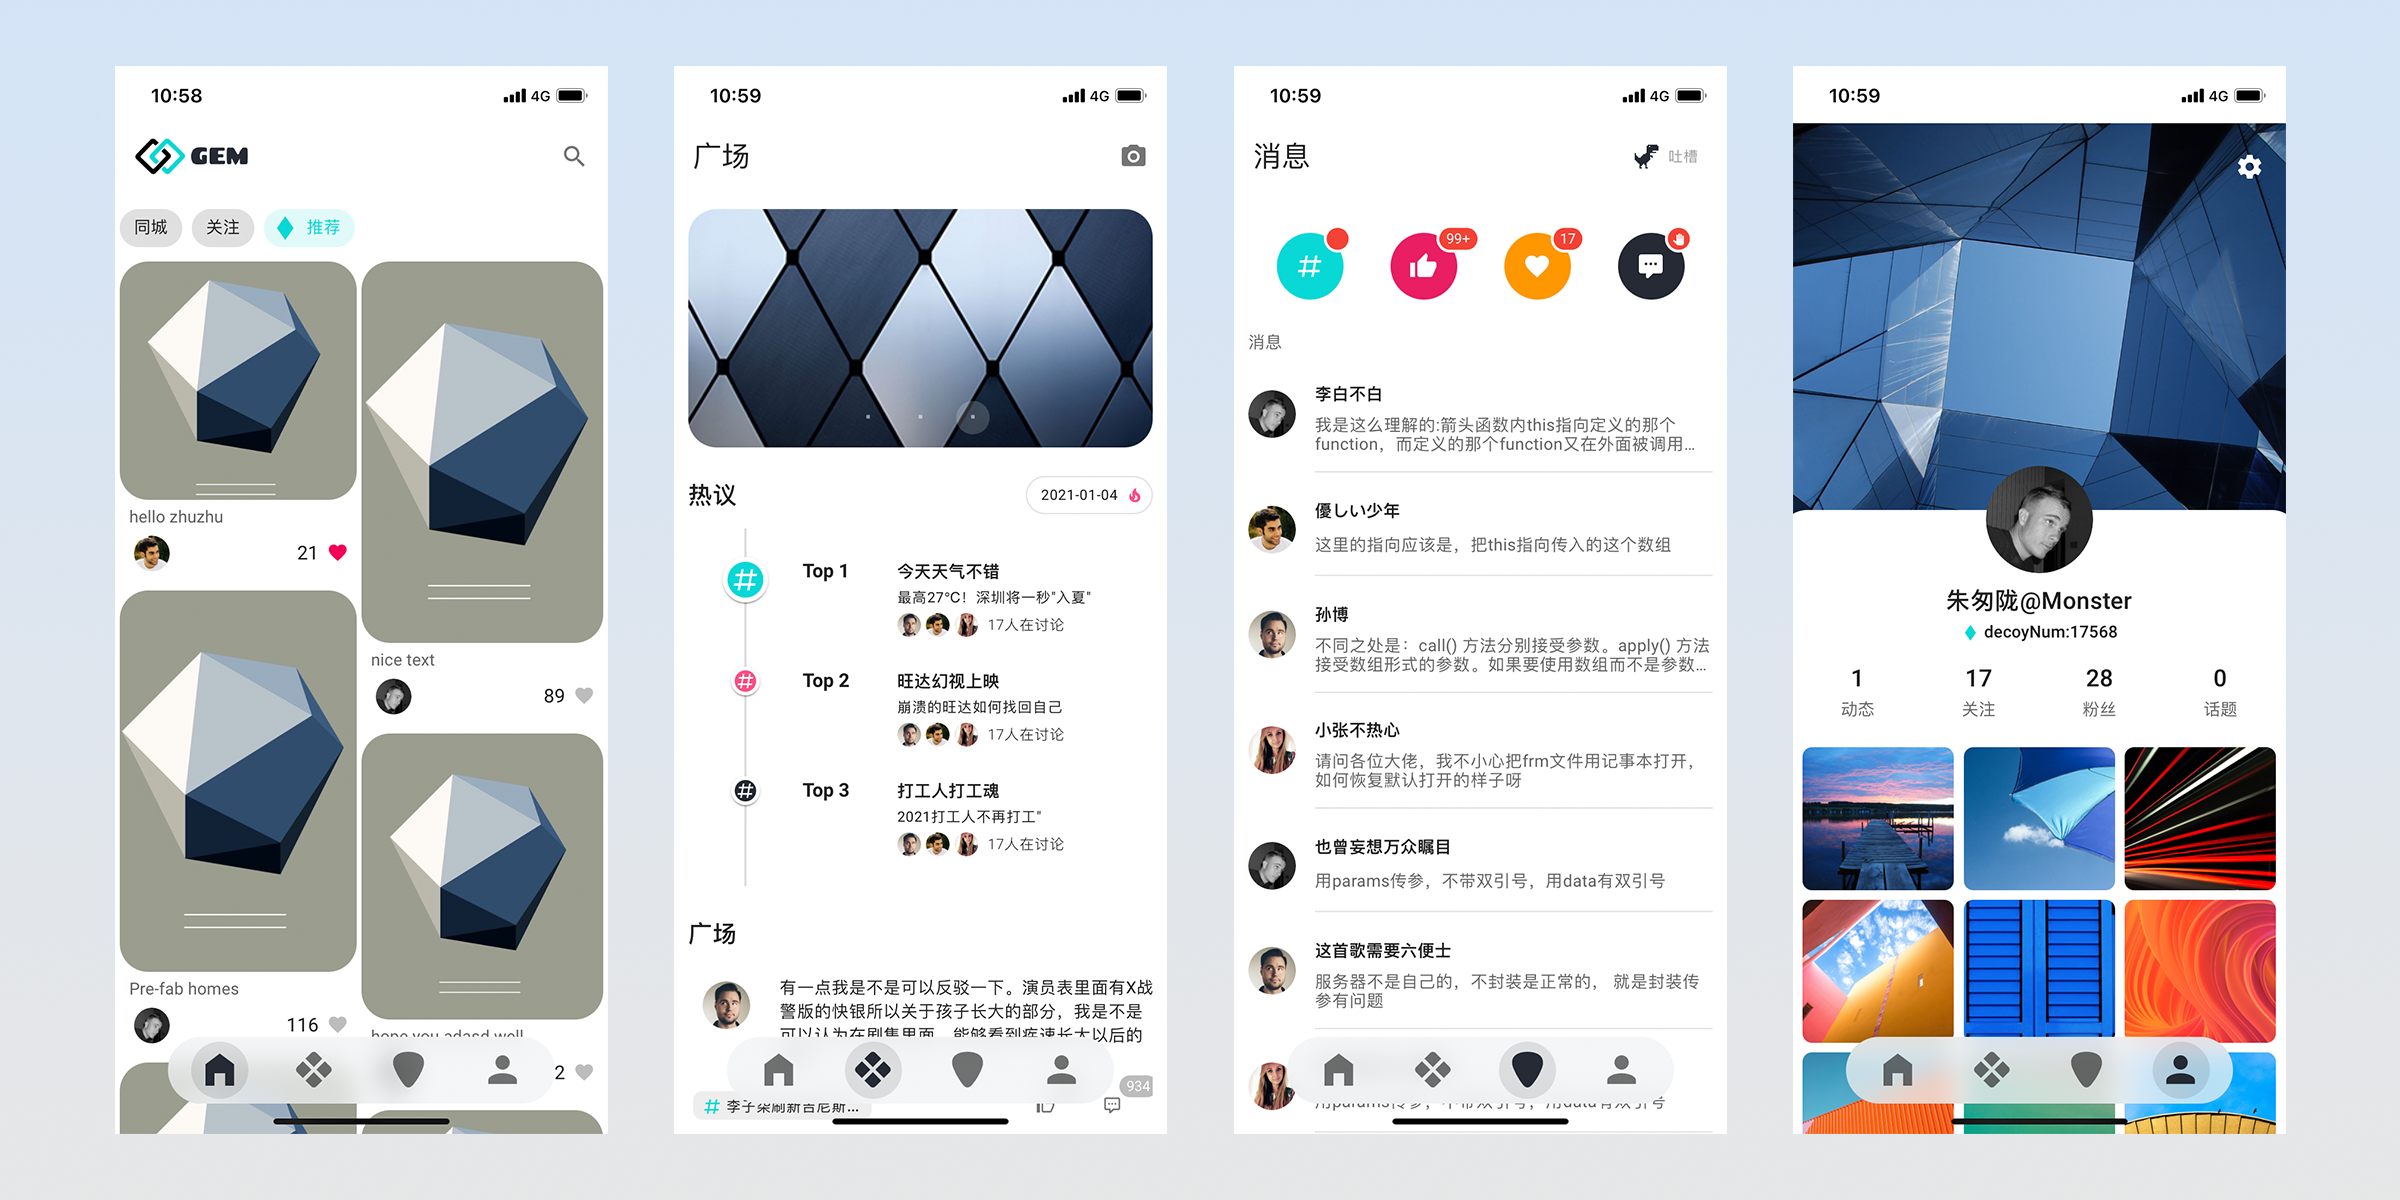 10:58
4G
GEM
同城
关注
推荐
hello zhuzhu
21
nice text
89
Pre-fab homes
116
hope you adasd well
2
10:59
4G
广场
热议
2021-01-04
Top 1
今天天气不错
最高27°C！深圳将一秒"入夏"
17人在讨论
Top 2
旺达幻视上映
崩溃的旺达如何找回自己
17人在讨论
Top 3
打工人打工魂
2021打工人不再打工"
17人在讨论
广场
有一点我是不是可以反驳一下。演员表里面有X战
警版的快银所以关于孩子长大的部分，我是不是
可以认为在剧集里面，能够看到疾速长大以后的
934
# 李子柒刷新吉尼斯...
10:59
4G
消息
吐槽
99+
17
消息
李白不白
我是这么理解的:箭头函数内this指向定义的那个
function，而定义的那个function又在外面被调用...
優しい少年
这里的指向应该是，把this指向传入的这个数组
孙博
不同之处是：call() 方法分别接受参数。apply() 方法
接受数组形式的参数。如果要使用数组而不是参数...
小张不热心
请问各位大佬，我不小心把frm文件用记事本打开，
如何恢复默认打开的样子呀
也曾妄想万众瞩目
用params传参，不带双引号，用data有双引号
这首歌需要六便士
服务器不是自己的，不封装是正常的， 就是封装传
参有问题
用params传参，不带双引号，用data有双引号
10:59
4G
朱匆陇@Monster
decoyNum:17568
1
17
28
0
动态
关注
粉丝
话题